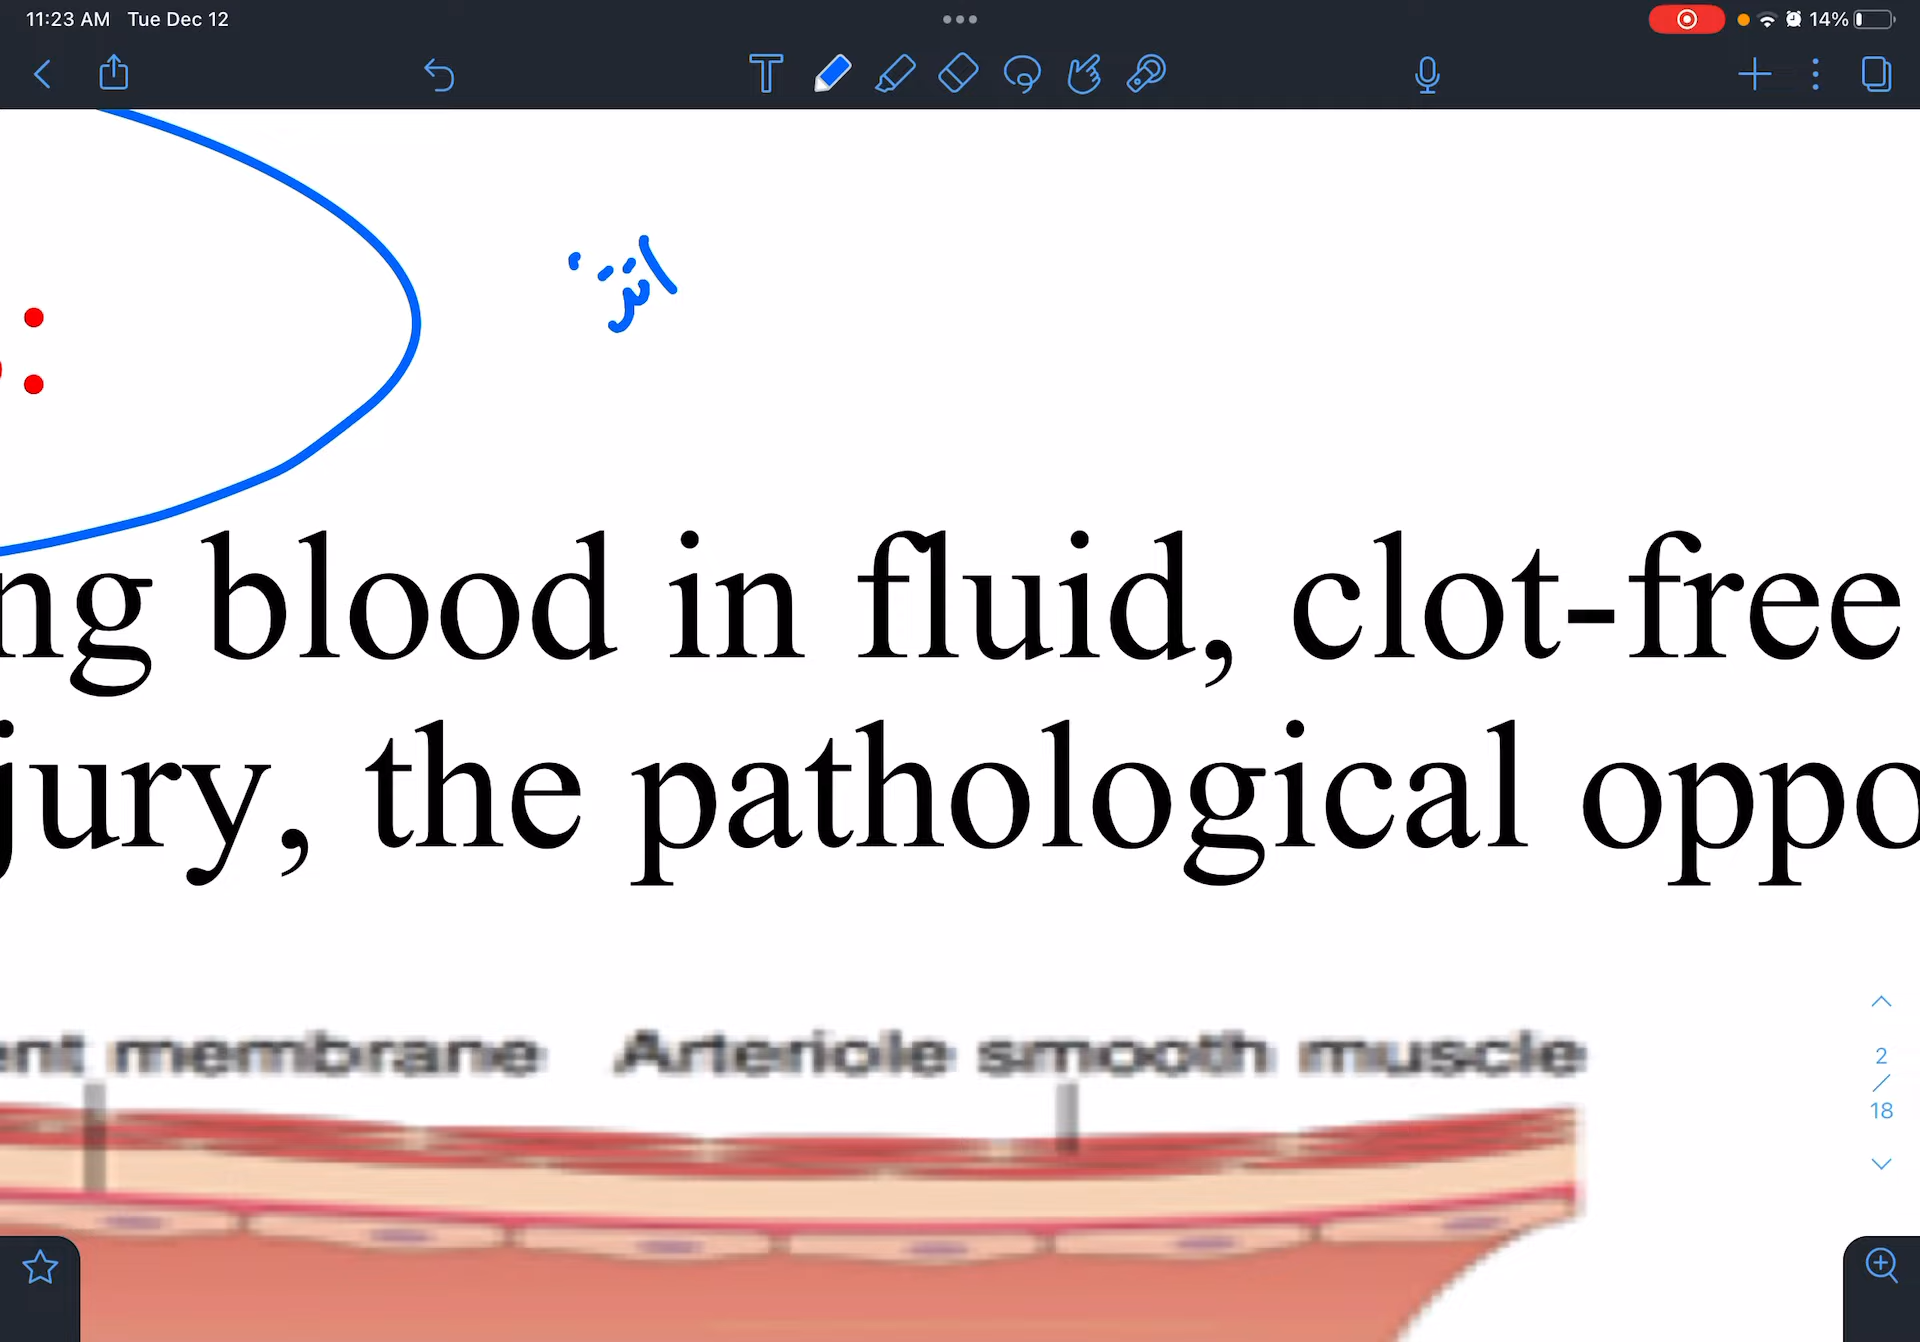 11:23 AM Tue Dec 12
14%
:
ng blood in fluid, clot-free
jury, the pathological oppo
ent membrane Arteriole smooth muscle
2
/
18